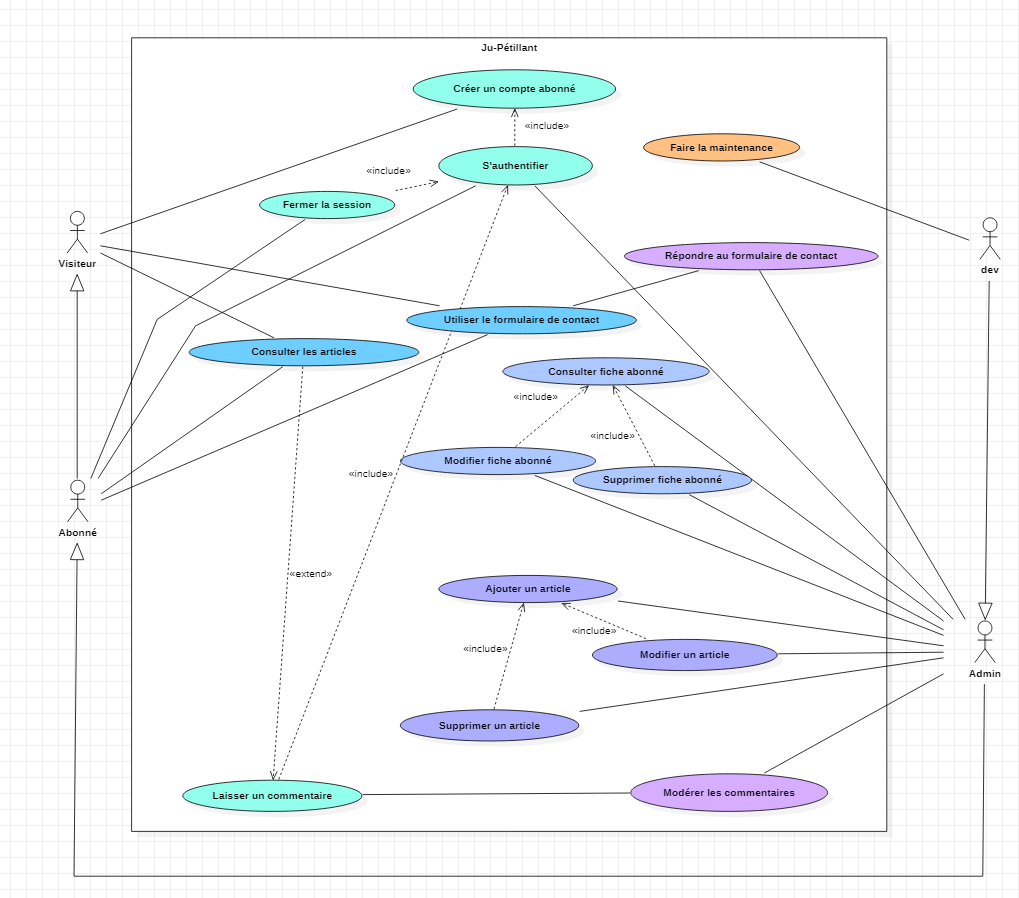 Ju-Pétillant
Créer un compte abonné
«include»
Faire la maintenance
S'authentifier
«include»
Fermer la session
Visiteur
Répondre au formulaire de contact
dev
Utiliser le formulaire de contact
Consulter les articles
Consulter fiche abonné
«include»
«include»
Modifier fiche abonné
«include»
Supprimer fiche abonné
Abonné
«extend»
Ajouter un article
«include»
«include»
Modifier un article
Admin
Supprimer un article
Laisser un commentaire
Modérer les commentaires